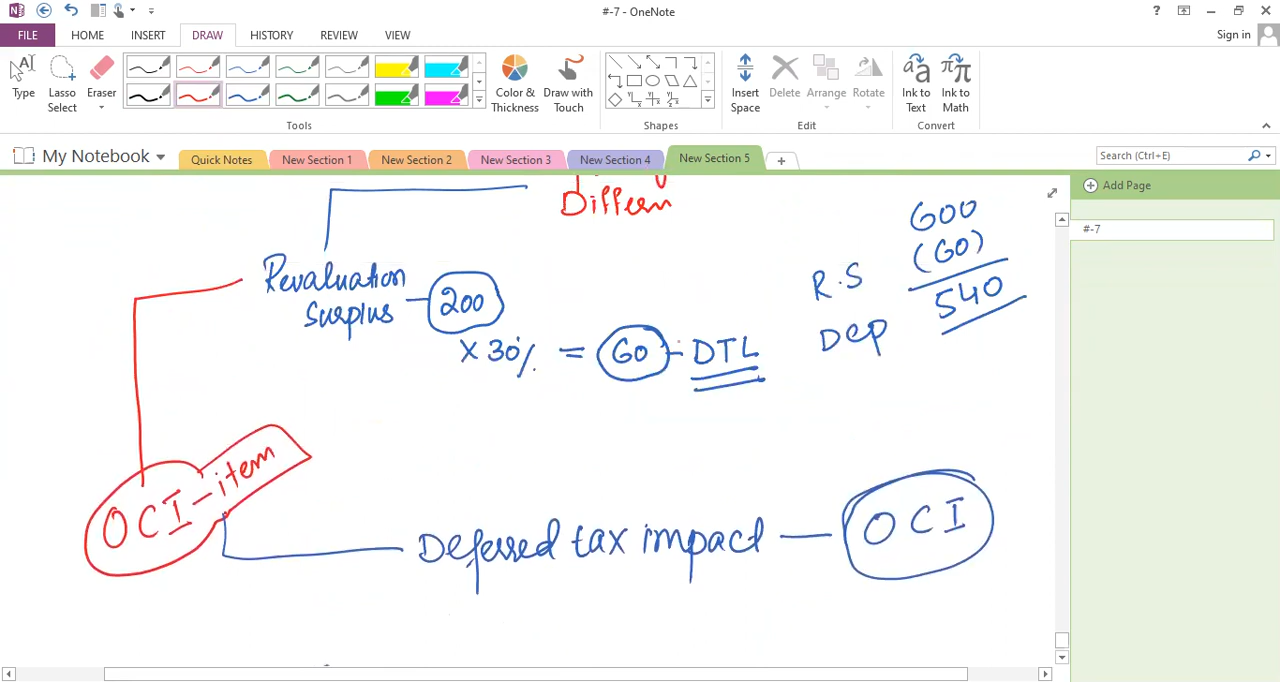 #-7 - OneNote
?
Sign in
FILE HOME INSERT DRAW HISTORY REVIEW VIEW
Type
Lasso Select
Eraser
Color & Thickness
Draw with Touch
Insert Space
Delete
Arrange
Rotate
Ink to Text
Ink to Math
Tools
Shapes
Edit
Convert
My Notebook
Quick Notes
New Section 1
New Section 2
New Section 3
New Section 4
New Section 5
Search (Ctrl+E)
Add Page
#-7
Differn
600
(60)
540
R.S
Dep
Revaluation
Surplus - 200
X 30% = 60 - DTL
OCI - item
Deferred tax impact - OCI